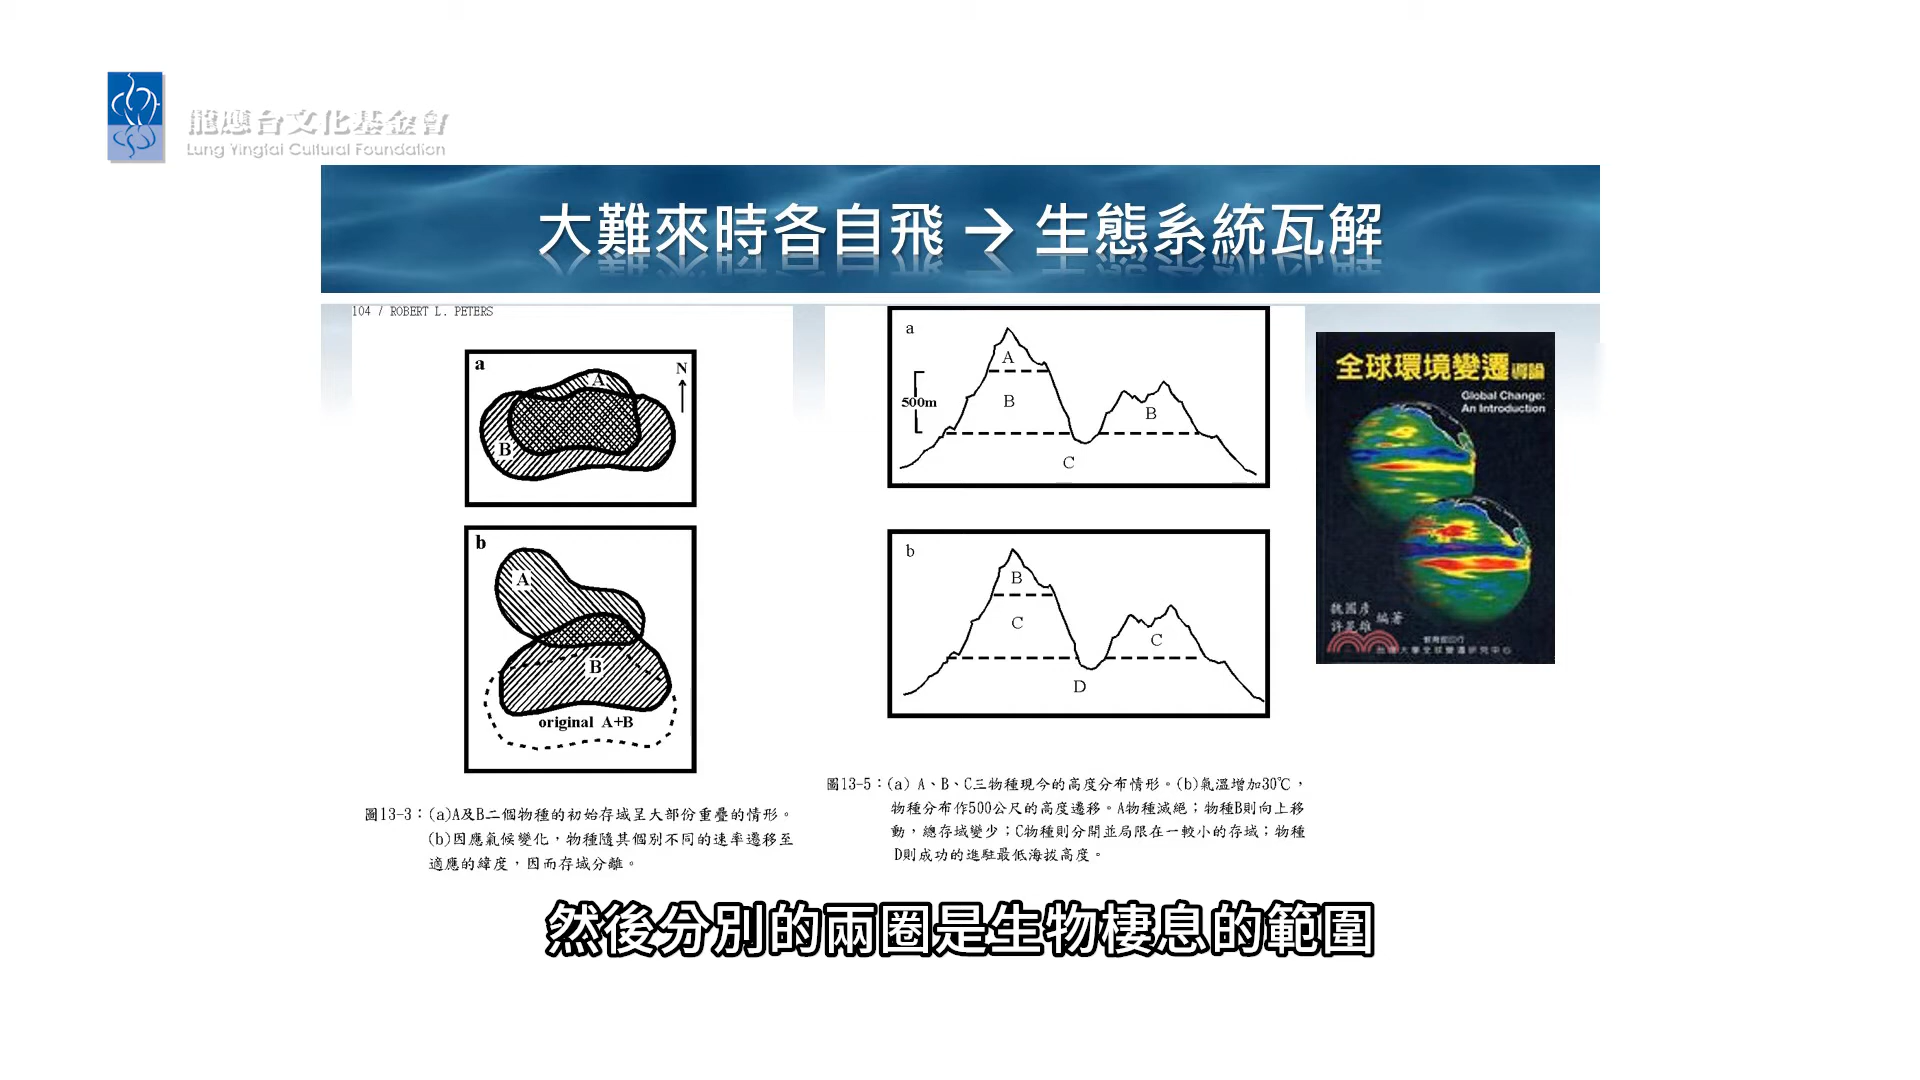 龍應台文化基金會
Lung Yingtai Cultural Foundation
大難來時各自飛 → 生態系統瓦解
104 / ROBERT L. PETERS
a
N
A
B
b
A
B
original A+B
圖13-3：(a)A及B二個物種的初始存域呈大部份重疊的情形。
(b)因應氣候變化，物種隨其個別不同的速率遷移至
適應的緯度，因而存域分離。
a
A
500m
B
B
C
b
B
C
C
D
圖13-5：(a) A、B、C三物種現今的高度分布情形。(b)氣溫增加30℃，
物種分布作500公尺的高度遷移。A物種滅絕；物種B則向上移
動，總存域變少；C物種則分開並局限在一較小的存域；物種
D則成功的進駐最低海拔高度。
全球環境變遷導論
Global Change:
An Introduction
魏國彥
許晃雄 編著
教育部印行
台灣大學全球變遷研究中心
然後分別的兩圈是生物棲息的範圍